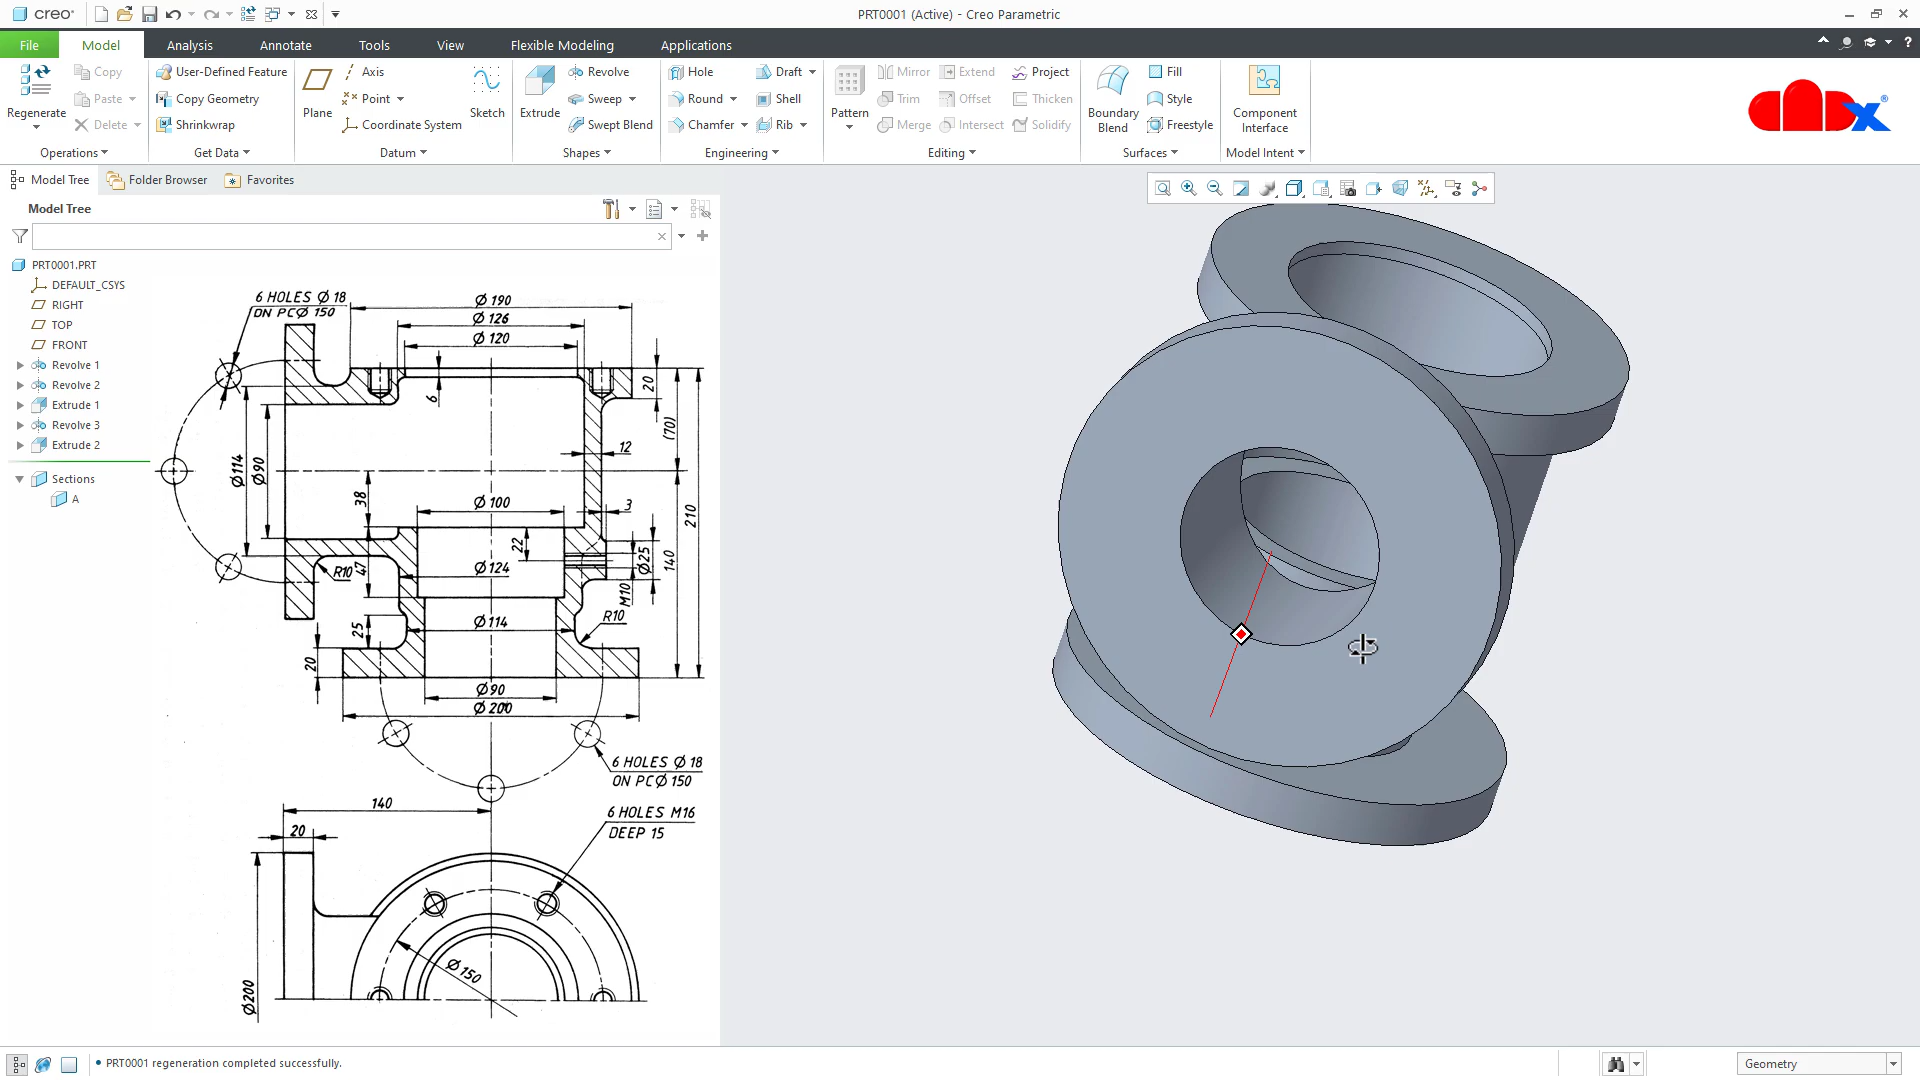 creo
PRT0001 (Active) - Creo Parametric
File
Model
Analysis
Annotate
Tools
View
Flexible Modeling
Applications
Regenerate
Copy
Paste
Delete
Operations
User-Defined Feature
Copy Geometry
Shrinkwrap
Get Data
Plane
Axis
Point
Coordinate System
Sketch
Datum
Extrude
Revolve
Sweep
Swept Blend
Shapes
Hole
Round
Chamfer
Draft
Shell
Rib
Engineering
Pattern
Mirror
Trim
Merge
Extend
Offset
Intersect
Project
Thicken
Solidify
Editing
Boundary
Blend
Fill
Style
Freestyle
Surfaces
Component
Interface
Model Intent
Model Tree
Folder Browser
Favorites
Model Tree
PRT0001.PRT
DEFAULT_CSYS
RIGHT
TOP
FRONT
Revolve 1
Revolve 2
Extrude 1
Revolve 3
Extrude 2
Sections
A
6 HOLES Ø 18
ON PCØ 150
Ø 190
Ø 126
Ø 120
6
20
(70)
12
Ø114
Ø90
38
Ø 100
3
210
22
Ø25
140
47
R10
Ø 124
M10
R10
25
Ø 114
20
Ø90
Ø 200
6 HOLES Ø 18
ON PCØ 150
140
6 HOLES M16
DEEP 15
20
Ø150
Ø200
PRT0001 regeneration completed successfully.
Geometry